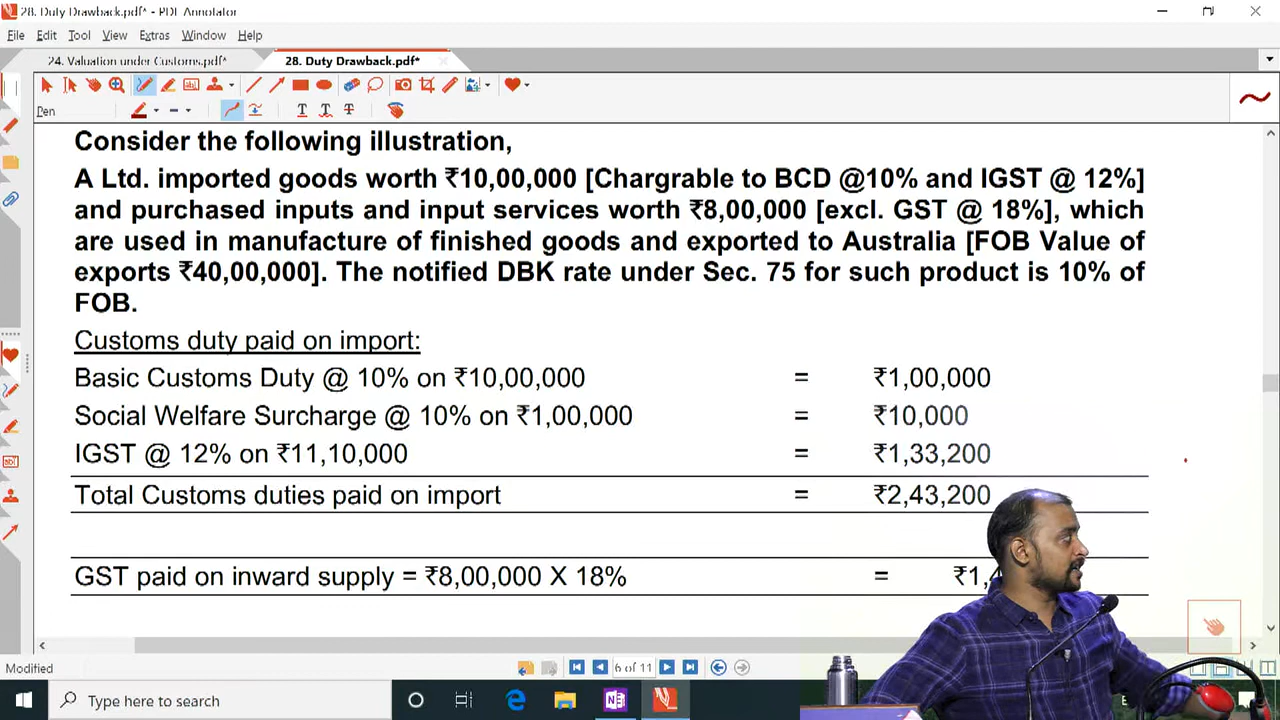 28. Duty Drawback.pdf* - PDF Annotator
File Edit Tool View Extras Window Help
24. Valuation under Customs.pdf* 28. Duty Drawback.pdf*
Pen
Consider the following illustration,
A Ltd. imported goods worth ₹10,00,000 [Chargrable to BCD @10% and IGST @ 12%]
and purchased inputs and input services worth ₹8,00,000 [excl. GST @ 18%], which
are used in manufacture of finished goods and exported to Australia [FOB Value of
exports ₹40,00,000]. The notified DBK rate under Sec. 75 for such product is 10% of
FOB.
Customs duty paid on import:
Basic Customs Duty @ 10% on ₹10,00,000 = ₹1,00,000
Social Welfare Surcharge @ 10% on ₹1,00,000 = ₹10,000
IGST @ 12% on ₹11,10,000 = ₹1,33,200
Total Customs duties paid on import = ₹2,43,200
GST paid on inward supply = ₹8,00,000 X 18% = ₹1,4
Modified 6 of 11
Type here to search